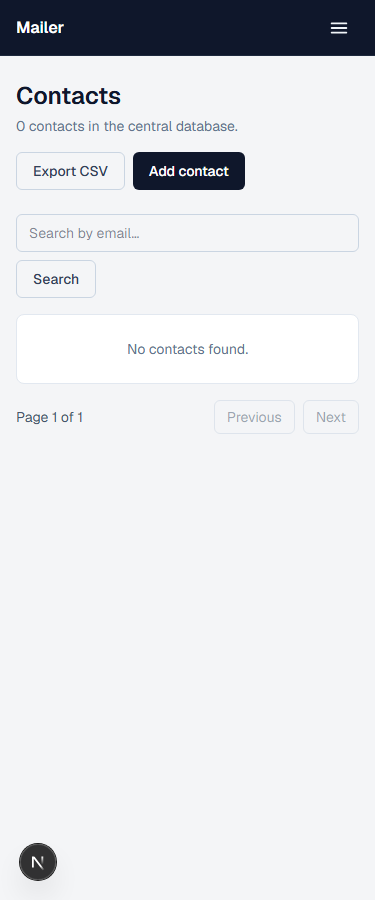 Mailer
Contacts
0 contacts in the central database.
Export CSV
Add contact
Search by email...
Search
No contacts found.
Page 1 of 1
Previous
Next
N